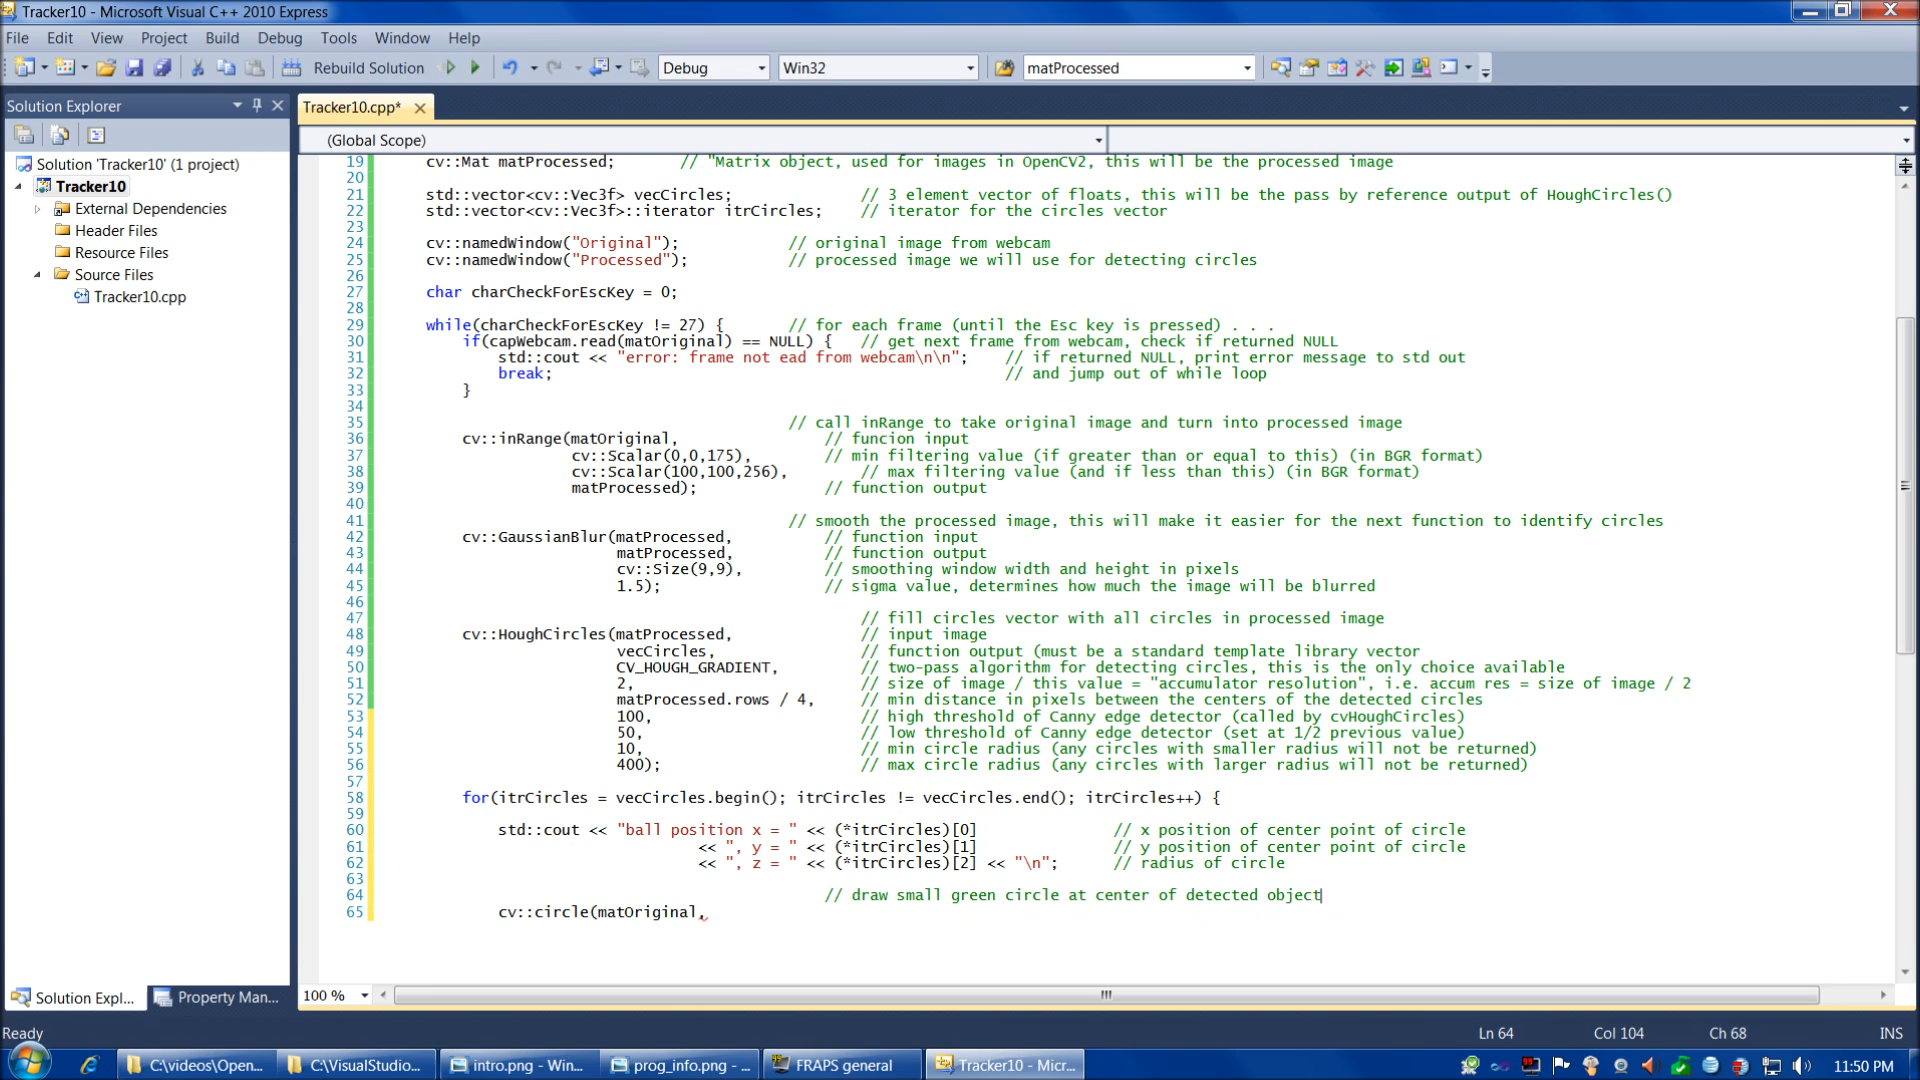 Tracker10 - Microsoft Visual C++ 2010 Express
File Edit View Project Build Debug Tools Window Help
Rebuild Solution Debug Win32 matProcessed
Solution Explorer
Tracker10.cpp*
(Global Scope)
Solution 'Tracker10' (1 project)
Tracker10
External Dependencies
Header Files
Resource Files
Source Files
Tracker10.cpp
19 cv::Mat matProcessed; // "Matrix object, used for images in OpenCV2, this will be the processed image
20
21 std::vector<cv::Vec3f> vecCircles; // 3 element vector of floats, this will be the pass by reference output of HoughCircles()
22 std::vector<cv::Vec3f>::iterator itrCircles; // iterator for the circles vector
23
24 cv::namedWindow("Original"); // original image from webcam
25 cv::namedWindow("Processed"); // processed image we will use for detecting circles
26
27 char charCheckForEscKey = 0;
28
29 while(charCheckForEscKey != 27) { // for each frame (until the Esc key is pressed) . . .
30 if(capWebcam.read(matOriginal) == NULL) { // get next frame from webcam, check if returned NULL
31 std::cout << "error: frame not ead from webcam\n\n"; // if returned NULL, print error message to std out
32 break; // and jump out of while loop
33 }
34
35 // call inRange to take original image and turn into processed image
36 cv::inRange(matOriginal, // funcion input
37 cv::Scalar(0,0,175), // min filtering value (if greater than or equal to this) (in BGR format)
38 cv::Scalar(100,100,256), // max filtering value (and if less than this) (in BGR format)
39 matProcessed); // function output
40
41 // smooth the processed image, this will make it easier for the next function to identify circles
42 cv::GaussianBlur(matProcessed, // function input
43 matProcessed, // function output
44 cv::Size(9,9), // smoothing window width and height in pixels
45 1.5); // sigma value, determines how much the image will be blurred
46
47 // fill circles vector with all circles in processed image
48 cv::HoughCircles(matProcessed, // input image
49 vecCircles, // function output (must be a standard template library vector
50 CV_HOUGH_GRADIENT, // two-pass algorithm for detecting circles, this is the only choice available
51 2, // size of image / this value = "accumulator resolution", i.e. accum res = size of image / 2
52 matProcessed.rows / 4, // min distance in pixels between the centers of the detected circles
53 100, // high threshold of Canny edge detector (called by cvHoughCircles)
54 50, // low threshold of Canny edge detector (set at 1/2 previous value)
55 10, // min circle radius (any circles with smaller radius will not be returned)
56 400); // max circle radius (any circles with larger radius will not be returned)
57
58 for(itrCircles = vecCircles.begin(); itrCircles != vecCircles.end(); itrCircles++) {
59
60 std::cout << "ball position x = " << (*itrCircles)[0] // x position of center point of circle
61 << ", y = " << (*itrCircles)[1] // y position of center point of circle
62 << ", z = " << (*itrCircles)[2] << "\n"; // radius of circle
63
64 // draw small green circle at center of detected object
65 cv::circle(matOriginal,
100 %
Solution Expl... Property Man...
Ready Ln 64 Col 104 Ch 68 INS
C:\videos\Open... C:\VisualStudio... intro.png - Win... prog_info.png - ... FRAPS general Tracker10 - Micr... 11:50 PM